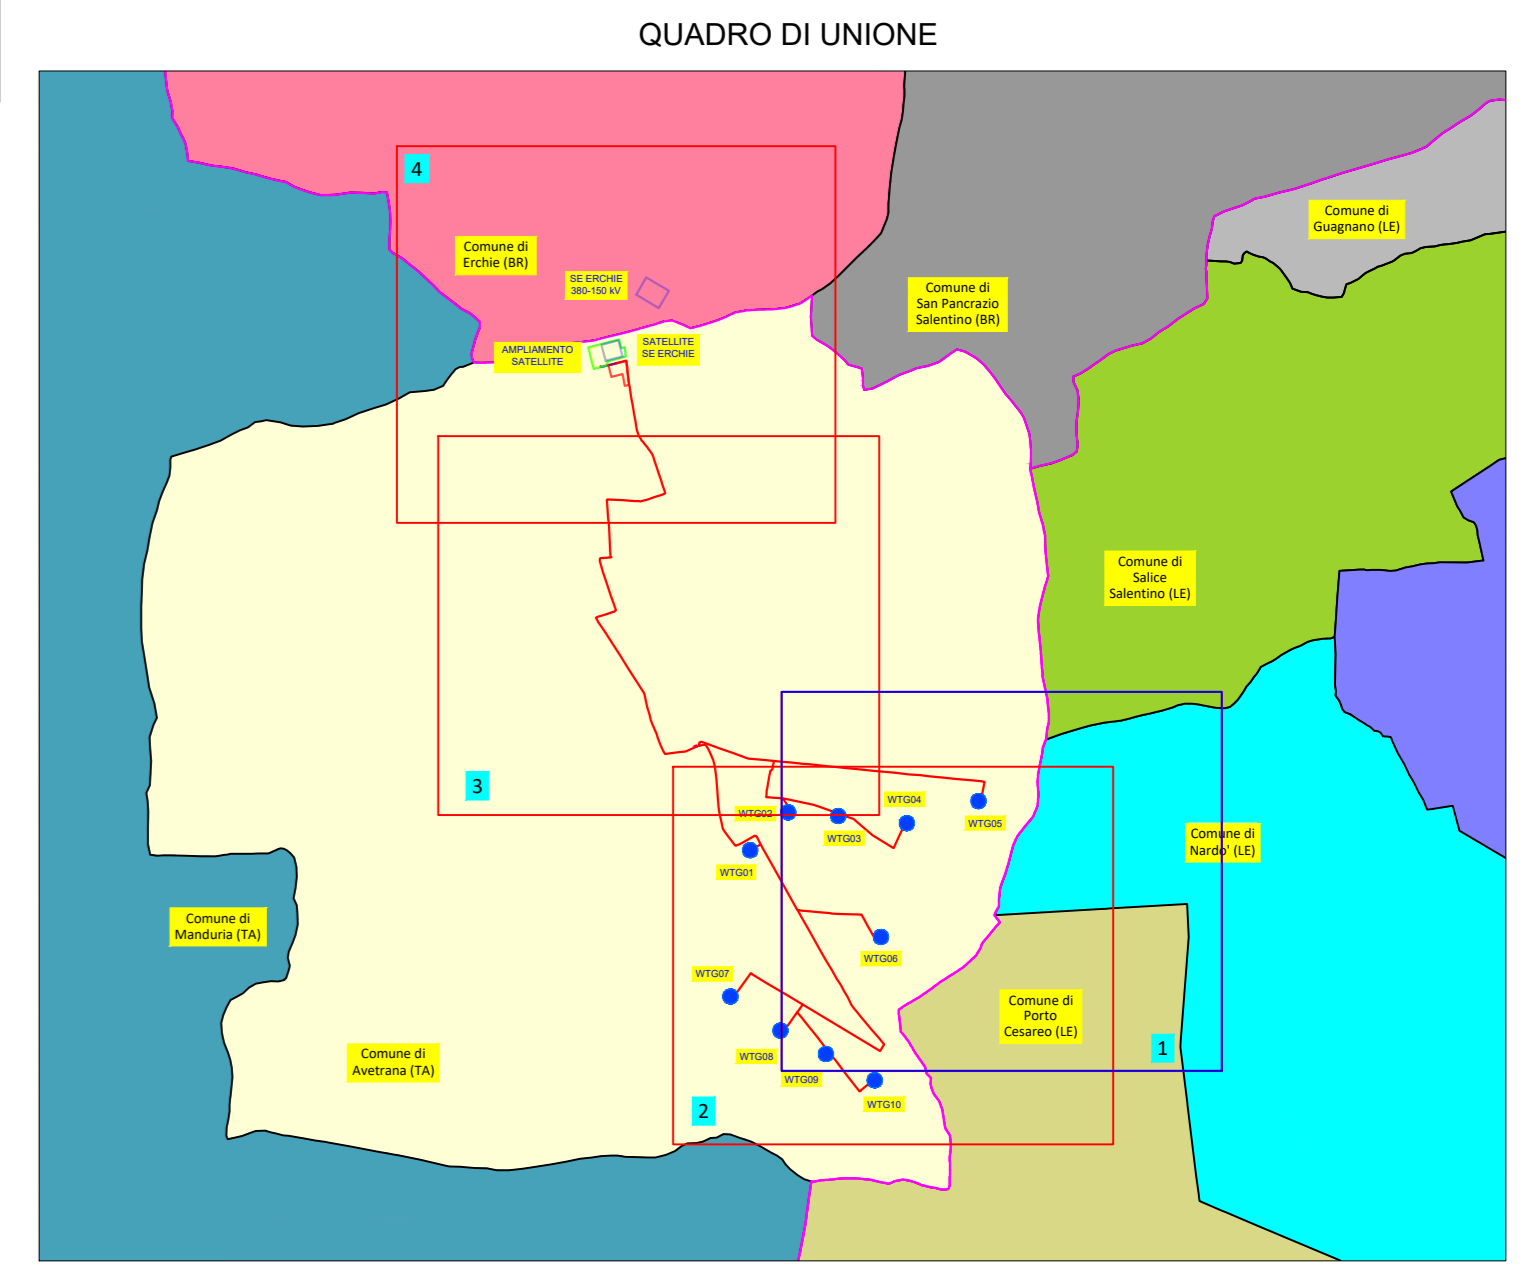 QUADRO DI UNIONE
4
Comune di
Guagnano (LE)
Comune di
Erchie (BR)
SE ERCHIE
380-150 kV
Comune di
San Pancrazio
Salentino (BR)
AMPLIAMENTO
SATELLITE
SATELLITE
SE ERCHIE
Comune di
Salice
Salentino (LE)
3
WTG02
WTG04
WTG05
WTG03
Comune di
Nardo' (LE)
WTG01
Comune di
Manduria (TA)
WTG06
WTG07
Comune di
Porto
Cesareo (LE)
1
Comune di
Avetrana (TA)
WTG08
WTG09
WTG10
2